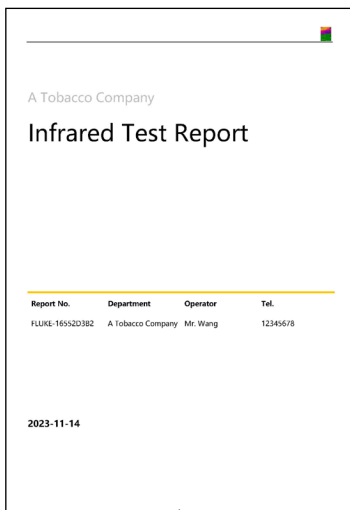 A Tobacco Company
Infrared Test Report
Report No. Department Operator Tel.
FLUKE-16552D3B2 A Tobacco Company Mr. Wang 12345678
2023-11-14